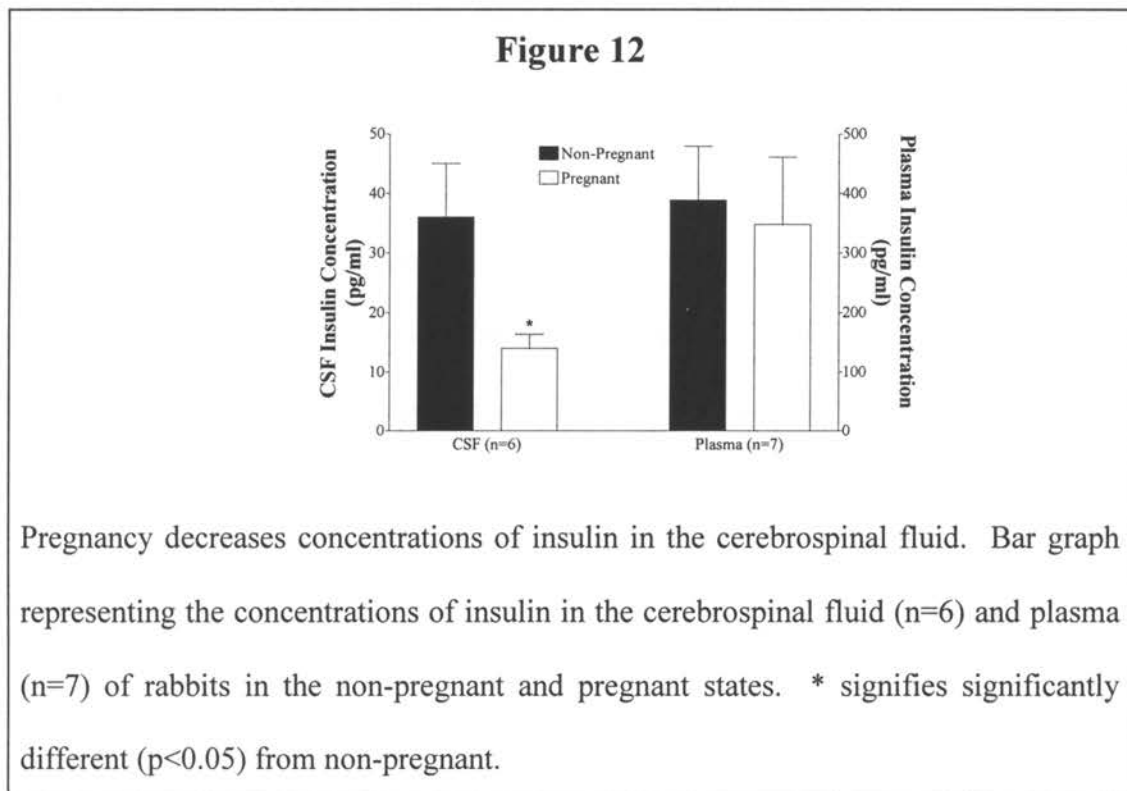 Figure 12
50
40
30
20
10
0
CSF Insulin Concentration
(pg/ml)
Non-Pregnant
Pregnant
*
500
400
300
200
100
0
Plasma Insulin Concentration
(pg/ml)
CSF (n=6)
Plasma (n=7)
Pregnancy decreases concentrations of insulin in the cerebrospinal fluid. Bar graph
representing the concentrations of insulin in the cerebrospinal fluid (n=6) and plasma
(n=7) of rabbits in the non-pregnant and pregnant states. * signifies significantly
different (p<0.05) from non-pregnant.